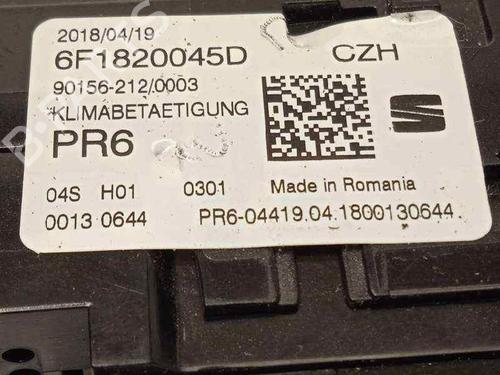 2018/04/19
6F1820045D CZH
90156-212/0003
KLIMABETAETIGUNG
PR6
04S H01 0301 Made in Romania
0013 0644 PR6-04419.04.1800130644